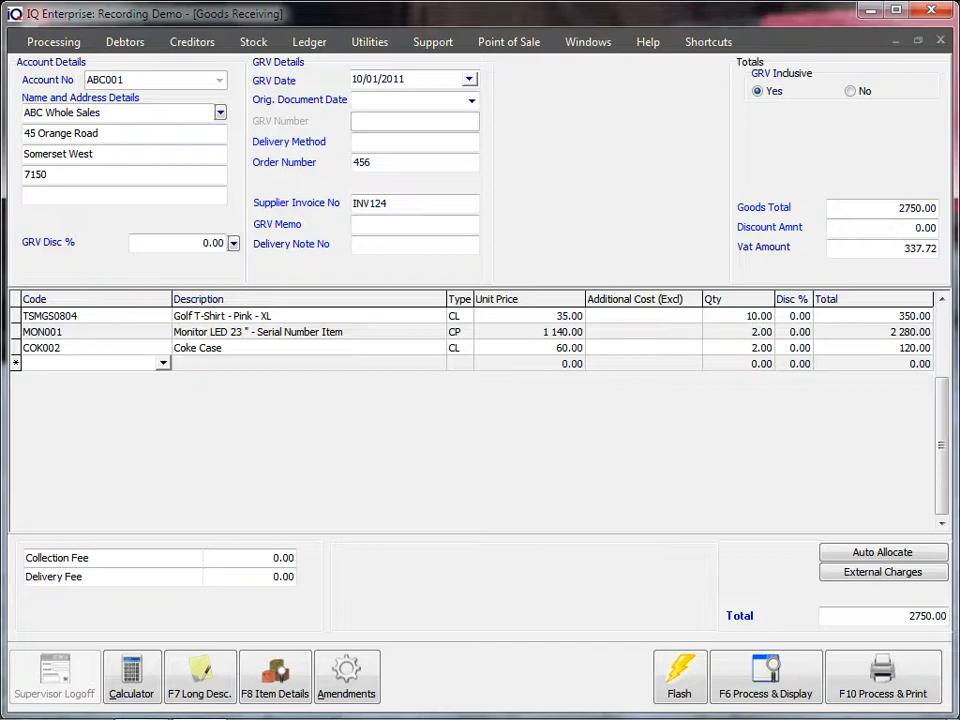 IQ Enterprise: Recording Demo - [Goods Receiving]
Processing Debtors Creditors Stock Ledger Utilities Support Point of Sale Windows Help Shortcuts
Account Details
Account No ABC001
Name and Address Details
ABC Whole Sales
45 Orange Road
Somerset West
7150
GRV Disc % 0.00
GRV Details
GRV Date 10/01/2011
Orig. Document Date
GRV Number
Delivery Method
Order Number 456
Supplier Invoice No INV124
GRV Memo
Delivery Note No
Totals
GRV Inclusive
Yes No
Goods Total 2750.00
Discount Amnt 0.00
Vat Amount 337.72
Code Description Type Unit Price Additional Cost (Excl) Qty Disc % Total
TSMGS0804 Golf T-Shirt - Pink - XL CL 35.00 10.00 0.00 350.00
MON001 Monitor LED 23 " - Serial Number Item CP 1 140.00 2.00 0.00 2 280.00
COK002 Coke Case CL 60.00 2.00 0.00 120.00
* 0.00 0.00 0.00 0.00
Collection Fee 0.00
Delivery Fee 0.00
Auto Allocate
External Charges
Total 2750.00
Supervisor Logoff Calculator F7 Long Desc. F8 Item Details Amendments Flash F6 Process & Display F10 Process & Print